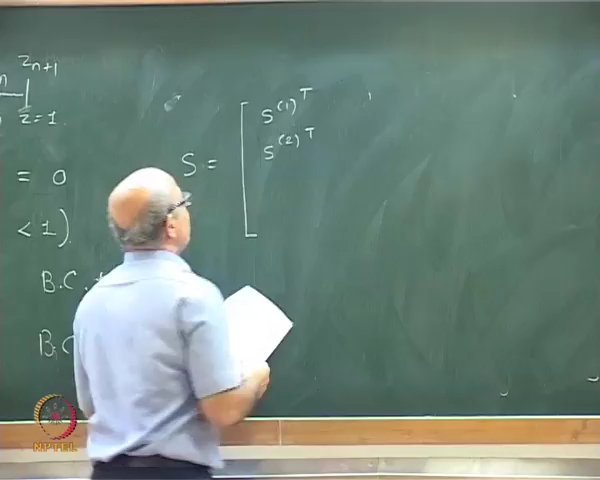 n z_{n+1}
z=1
= 0
< 1)
B.C.
B.C
S = [ S^{(1)^T}
S^{(2)^T}
NPTEL